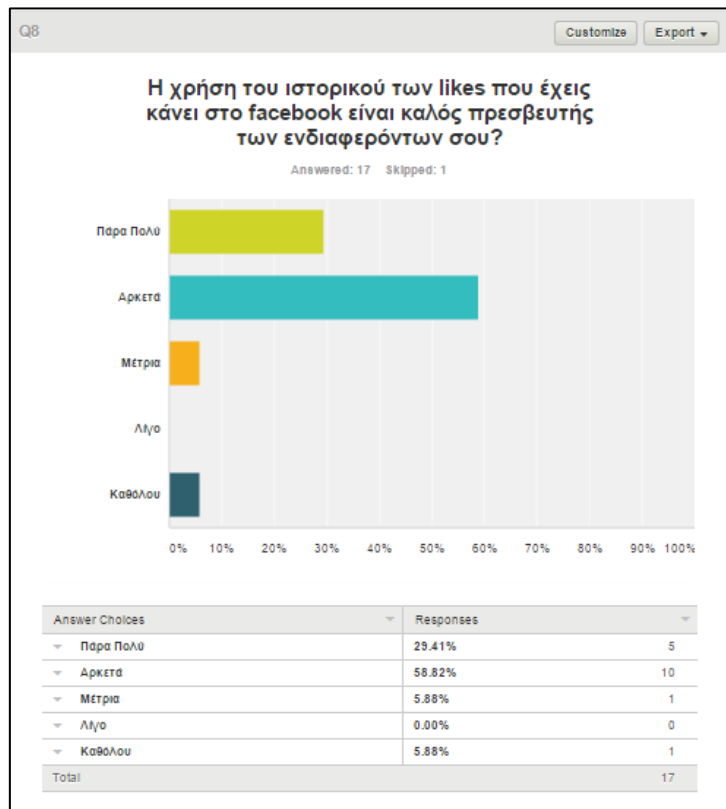 Q8
Customize
Export
Η χρήση του ιστορικού των likes που έχεις
κάνει στο facebook είναι καλός πρεσβευτής
των ενδιαφερόντων σου?
Answered: 17 Skipped: 1
Πάρα Πολύ
Αρκετά
Μέτρια
Λίγο
Καθόλου
0% 10% 20% 30% 40% 50% 60% 70% 80% 90% 100%
Answer Choices Responses
Πάρα Πολύ 29.41% 5
Αρκετά 58.82% 10
Μέτρια 5.88% 1
Λίγο 0.00% 0
Καθόλου 5.88% 1
Total 17